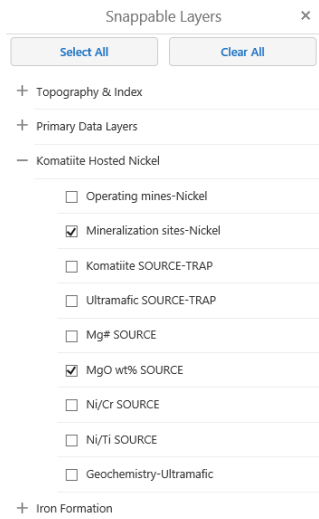 Snappable Layers
Select All
Clear All
Topography & Index
Primary Data Layers
Komatiite Hosted Nickel
Operating mines-Nickel
Mineralization sites-Nickel
Komatiite SOURCE-TRAP
Ultramafic SOURCE-TRAP
Mg# SOURCE
MgO wt% SOURCE
Ni/Cr SOURCE
Ni/Ti SOURCE
Geochemistry-Ultramafic
Iron Formation